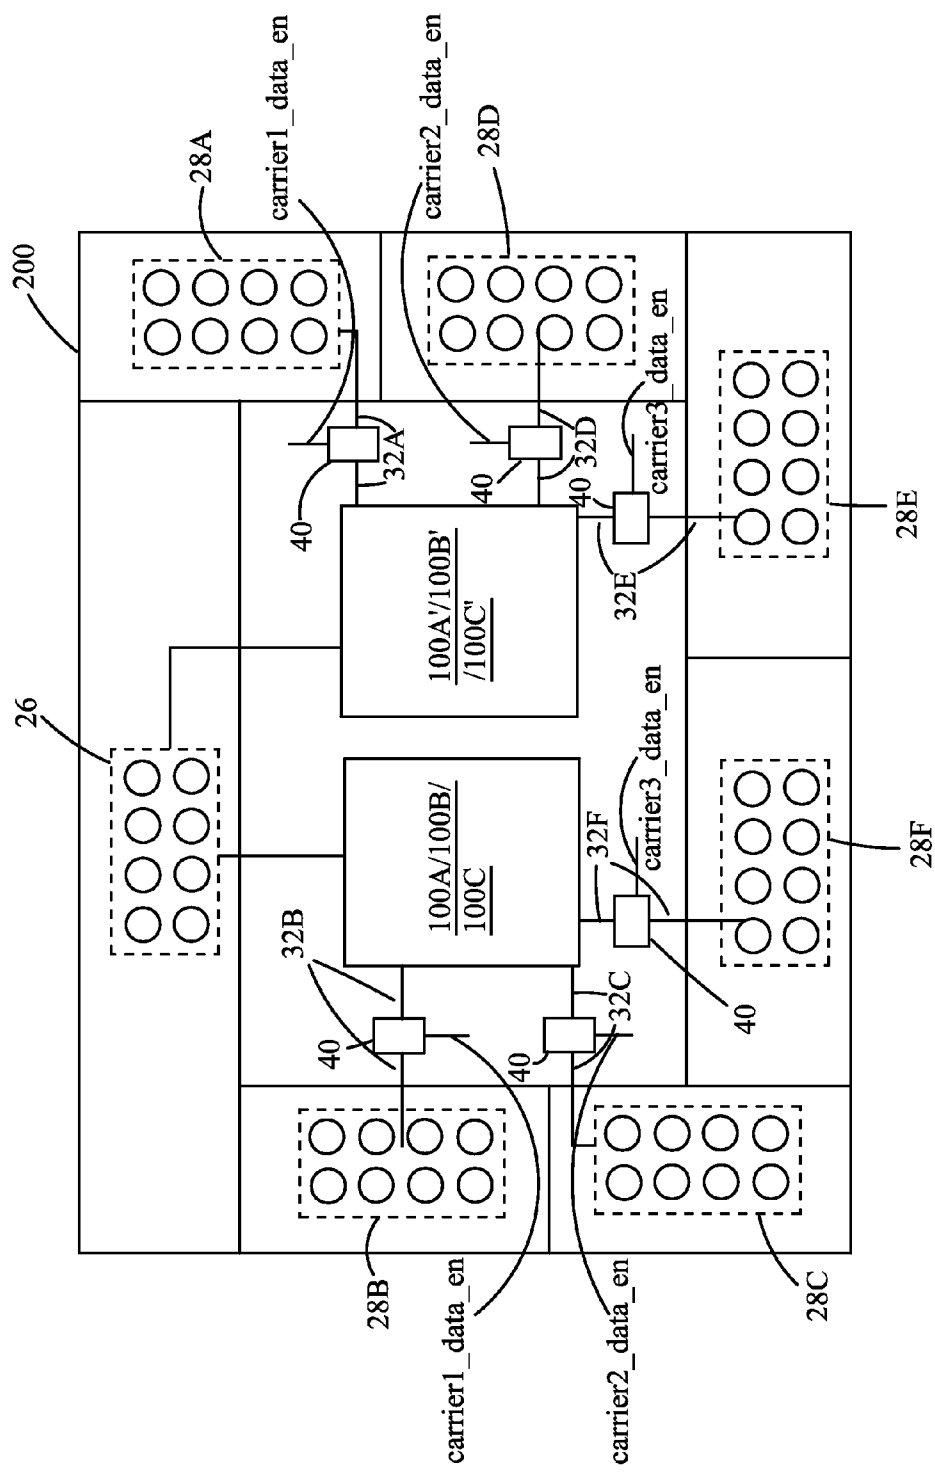 26
200
28A
carrier1_data_en
40
32B
40
28B
32A
carrier2_data_en
100A/100B/
100C
100A'/100B'
/100C'
carrier1_data_en
40
28D
40
40
32D
32F
carrier2_data_en
32C
32E
carrier3_data_en
carrier3_data_en
40
28C
28F
28E